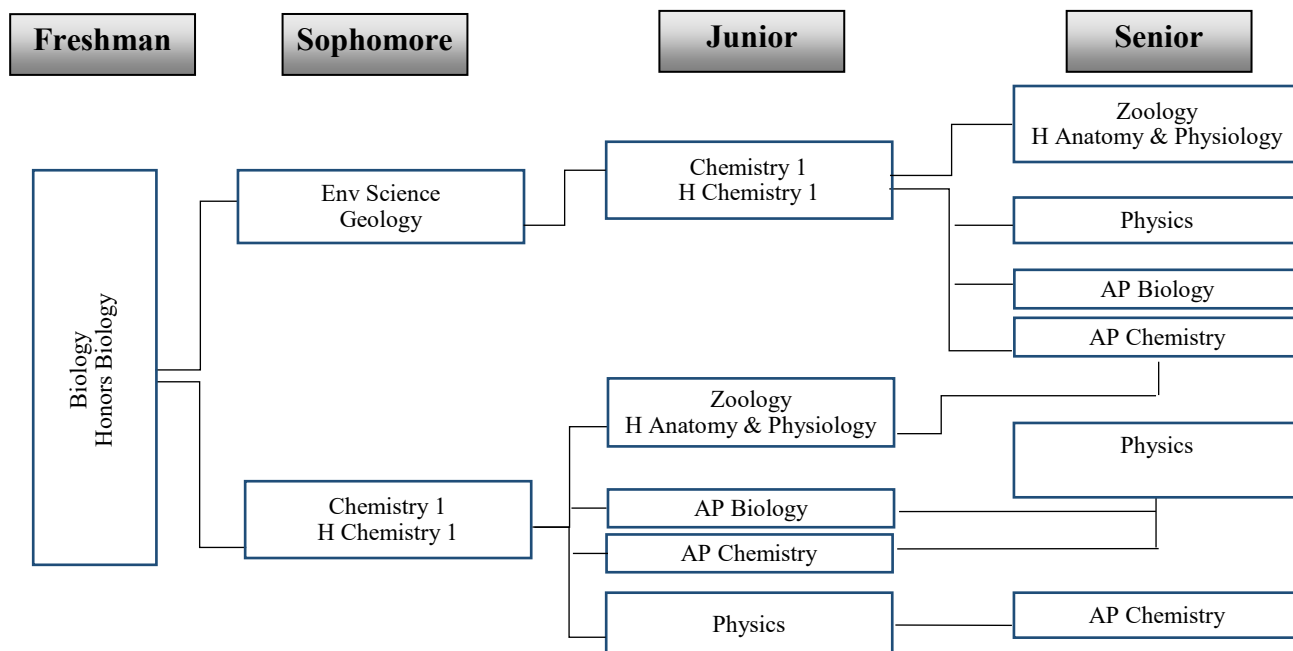 Freshman
Sophomore
Junior
Senior
Biology
Honors Biology
Env Science
Geology
Chemistry 1
H Chemistry 1
Zoology
H Anatomy & Physiology
Physics
AP Biology
AP Chemistry
Chemistry 1
H Chemistry 1
Zoology
H Anatomy & Physiology
AP Biology
AP Chemistry
Physics
Physics
AP Chemistry